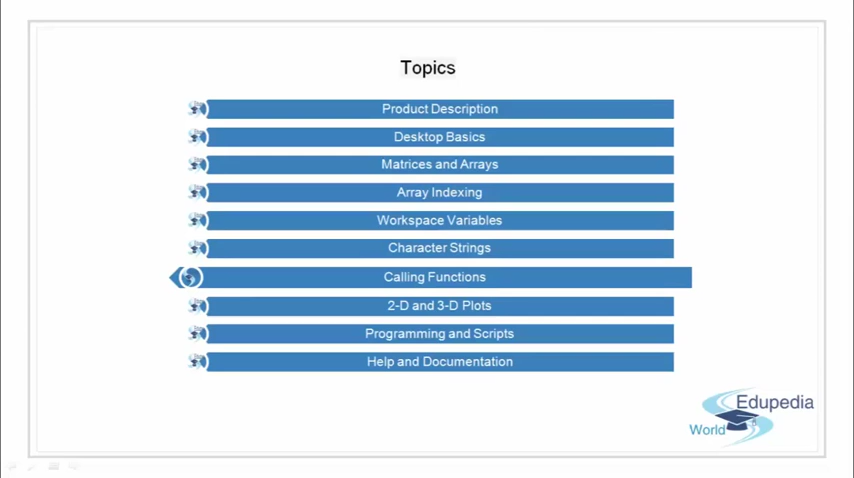 Topics
Product Description
Desktop Basics
Matrices and Arrays
Array Indexing
Workspace Variables
Character Strings
Calling Functions
2-D and 3-D Plots
Programming and Scripts
Help and Documentation
Edupedia
World